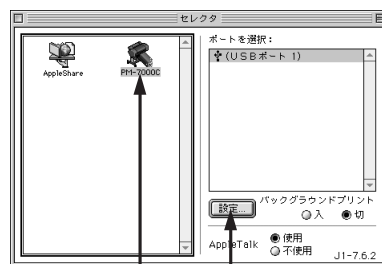 セレクタ
AppleShare
PM-7000C
ポートを選択：
(USBポート 1)
設定...
バックグラウンドプリント
入 切
AppleTalk
使用
不使用
J1-7.6.2